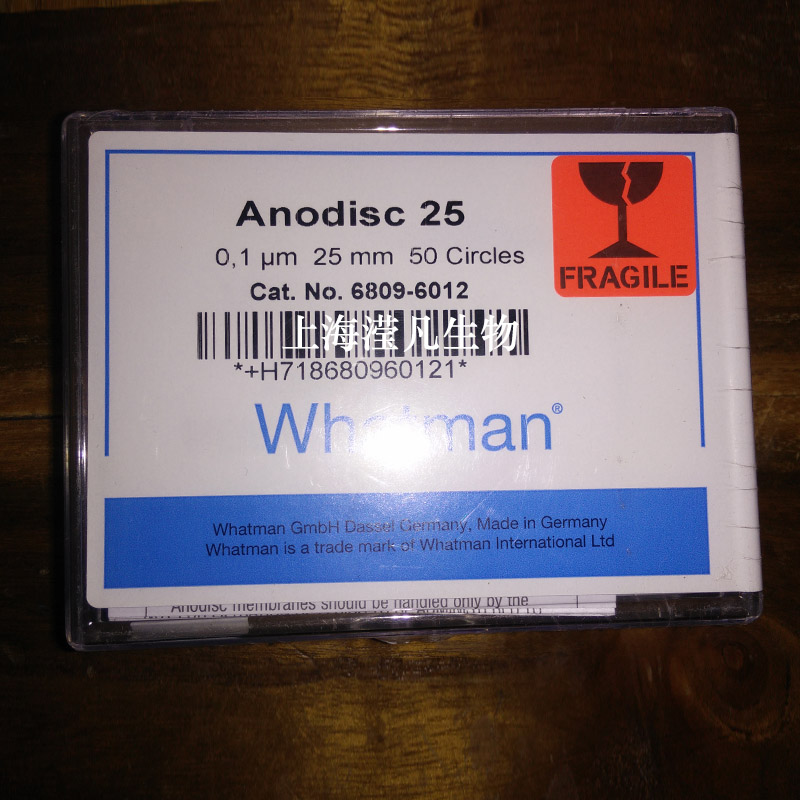 Anodisc 25
0,1 µm 25 mm 50 Circles
Cat. No. 6809-6012
FRAGILE
上海滢凡生物
*+H718680960121*
Whatman®
Whatman GmbH Dassel Germany, Made in Germany
Whatman is a trade mark of Whatman International Ltd
Anodisc membranes should be handled only by the